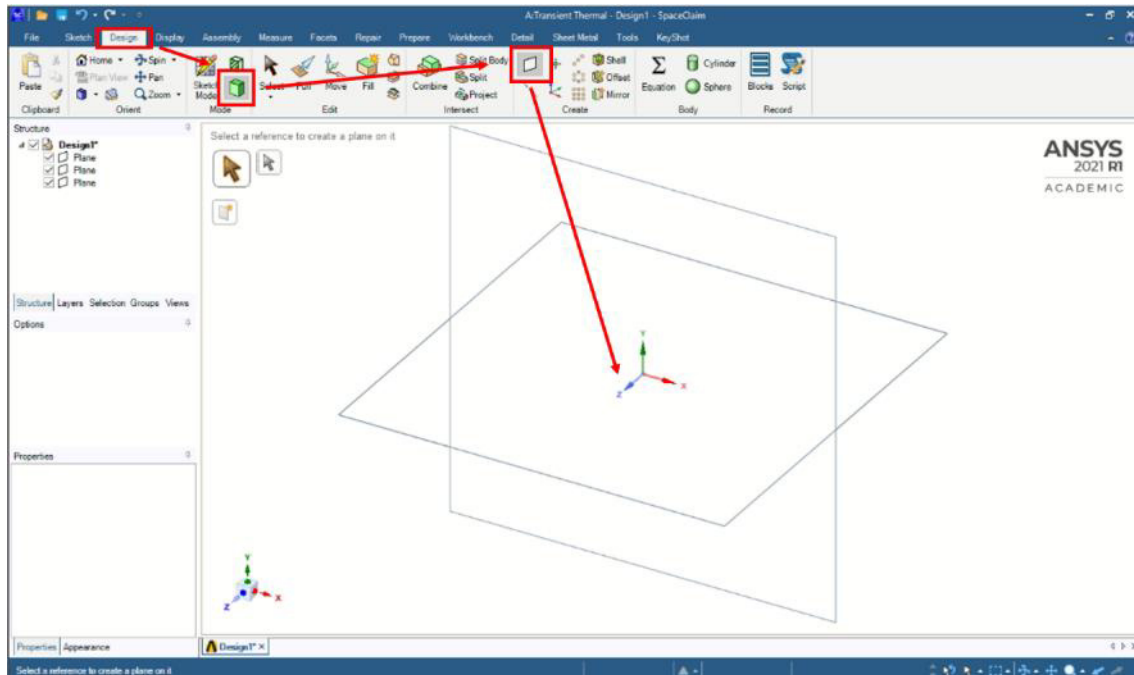 A:Transient Thermal - Design1 - SpaceClaim
File Sketch Design Display Assembly Measure Facets Repair Prepare Workbench Detail Sheet Metal Tools KeyShot
Home Spin Split Body Shell Cylinder
Plan View Pan Split Offset
Paste Zoom Sketch Mode Select Pull Move Fill Combine Project Mirror Equation Sphere Blocks Script
Clipboard Orient Mode Edit Intersect Create Body Record
Structure
Design1*
Plane
Plane
Plane
Structure Layers Selection Groups Views
Options
Properties
Properties Appearance
Select a reference to create a plane on it
ANSYS
2021 R1
ACADEMIC
Y
X
Z
Y
X
Z
Design1*
Select a reference to create a plane on it